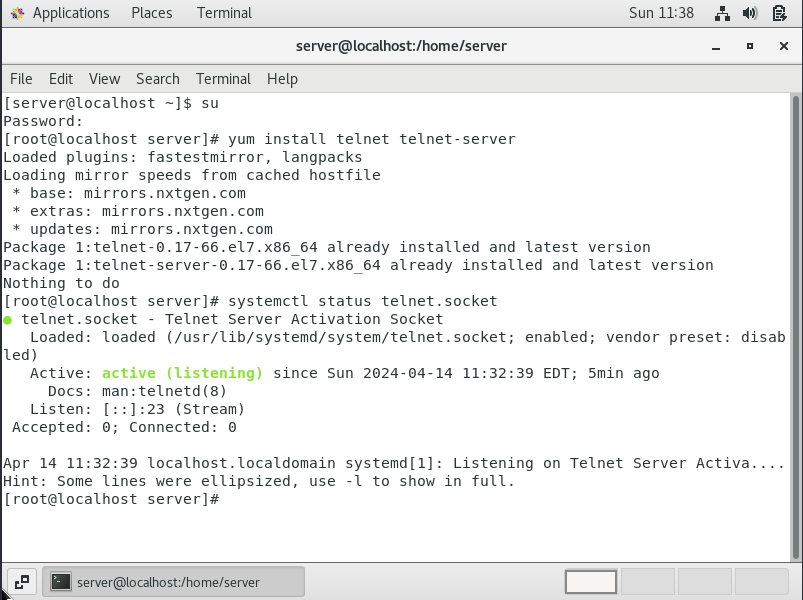 Applications Places Terminal Sun 11:38
server@localhost:/home/server
File Edit View Search Terminal Help
[server@localhost ~]$ su
Password:
[root@localhost server]# yum install telnet telnet-server
Loaded plugins: fastestmirror, langpacks
Loading mirror speeds from cached hostfile
 * base: mirrors.nxtgen.com
 * extras: mirrors.nxtgen.com
 * updates: mirrors.nxtgen.com
Package 1:telnet-0.17-66.el7.x86_64 already installed and latest version
Package 1:telnet-server-0.17-66.el7.x86_64 already installed and latest version
Nothing to do
[root@localhost server]# systemctl status telnet.socket
● telnet.socket - Telnet Server Activation Socket
   Loaded: loaded (/usr/lib/systemd/system/telnet.socket; enabled; vendor preset: disab
led)
   Active: active (listening) since Sun 2024-04-14 11:32:39 EDT; 5min ago
     Docs: man:telnetd(8)
   Listen: [::]:23 (Stream)
 Accepted: 0; Connected: 0
Apr 14 11:32:39 localhost.localdomain systemd[1]: Listening on Telnet Server Activa....
Hint: Some lines were ellipsized, use -l to show in full.
[root@localhost server]#
server@localhost:/home/server